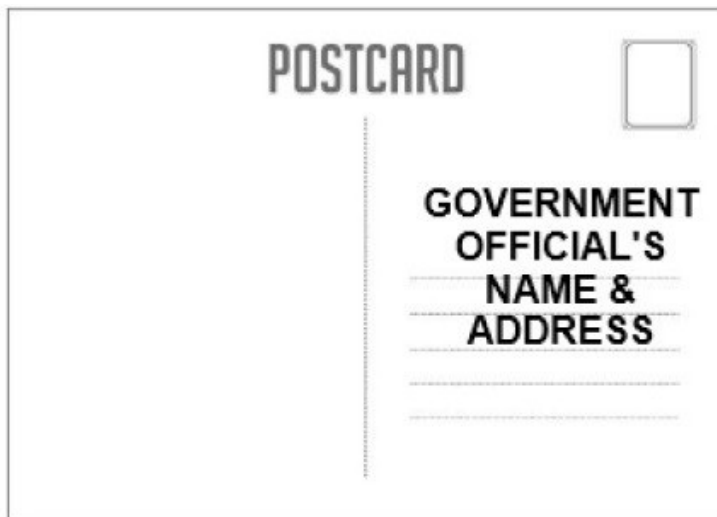 POSTCARD
GOVERNMENT
OFFICIAL'S
NAME &
ADDRESS